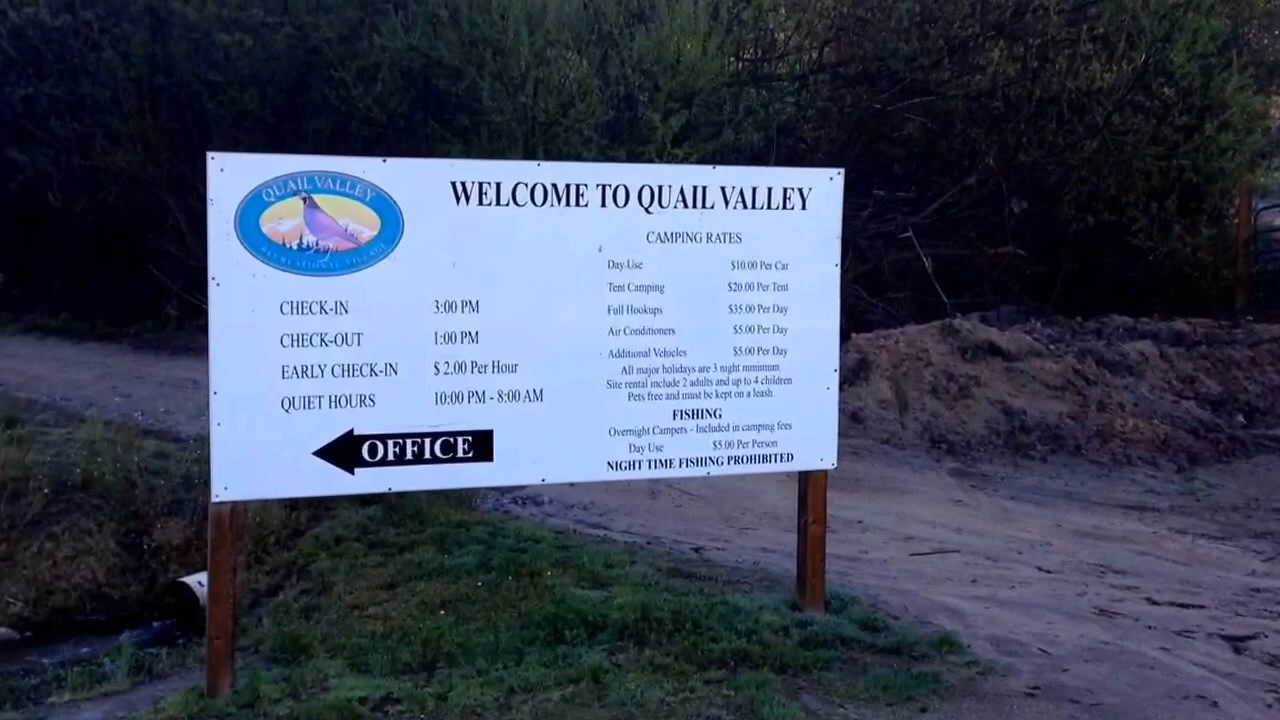 QUAIL VALLEY
RECREATIONAL VILLAGE
WELCOME TO QUAIL VALLEY
CHECK-IN 3:00 PM
CHECK-OUT 1:00 PM
EARLY CHECK-IN $ 2.00 Per Hour
QUIET HOURS 10:00 PM - 8:00 AM
OFFICE
CAMPING RATES
Day Use $10.00 Per Car
Tent Camping $20.00 Per Tent
Full Hookups $35.00 Per Day
Air Conditioners $5.00 Per Day
Additional Vehicles $5.00 Per Day
All major holidays are 3 night minimum
Site rental include 2 adults and up to 4 children
Pets free and must be kept on a leash
FISHING
Overnight Campers - Included in camping fees
Day Use $5.00 Per Person
NIGHT TIME FISHING PROHIBITED